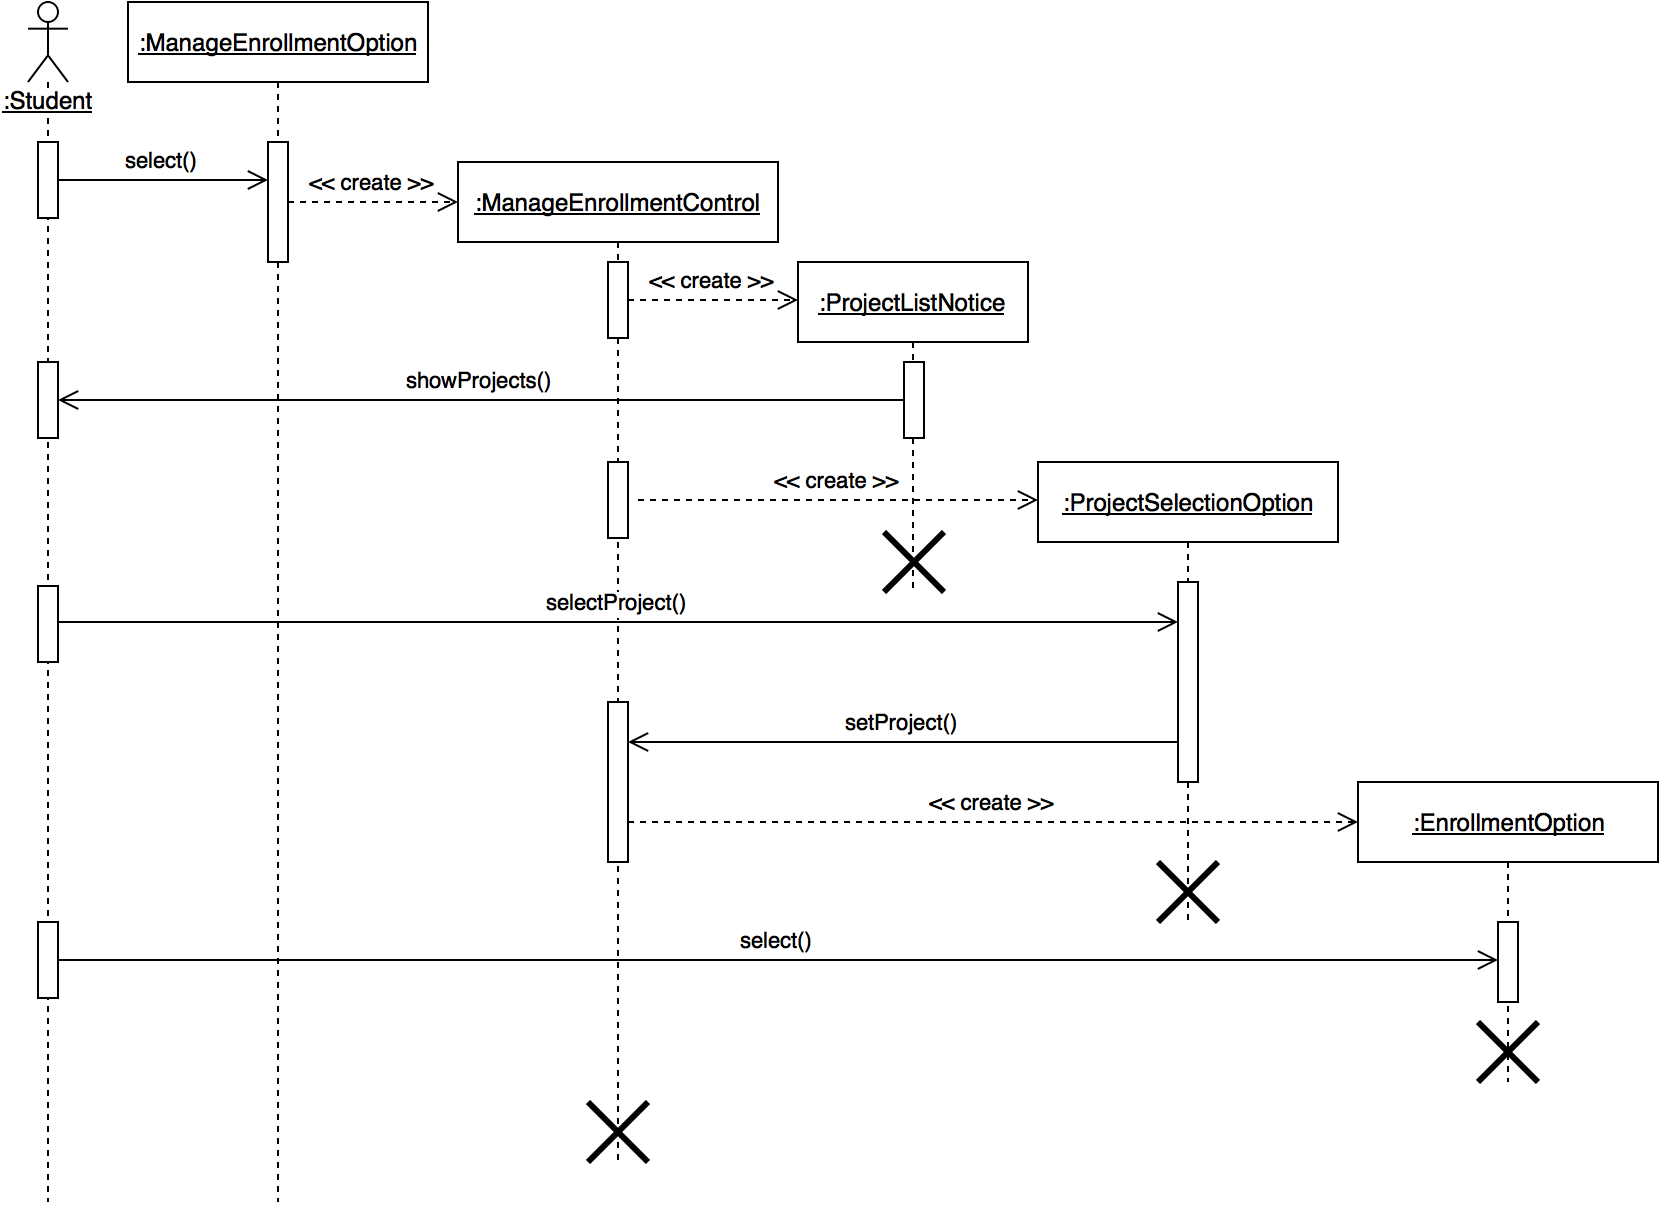 :ManageEnrollmentOption
:Student
select()
<< create >>
:ManageEnrollmentControl
<< create >>
:ProjectListNotice
showProjects()
<< create >>
:ProjectSelectionOption
selectProject()
setProject()
<< create >>
:EnrollmentOption
select()